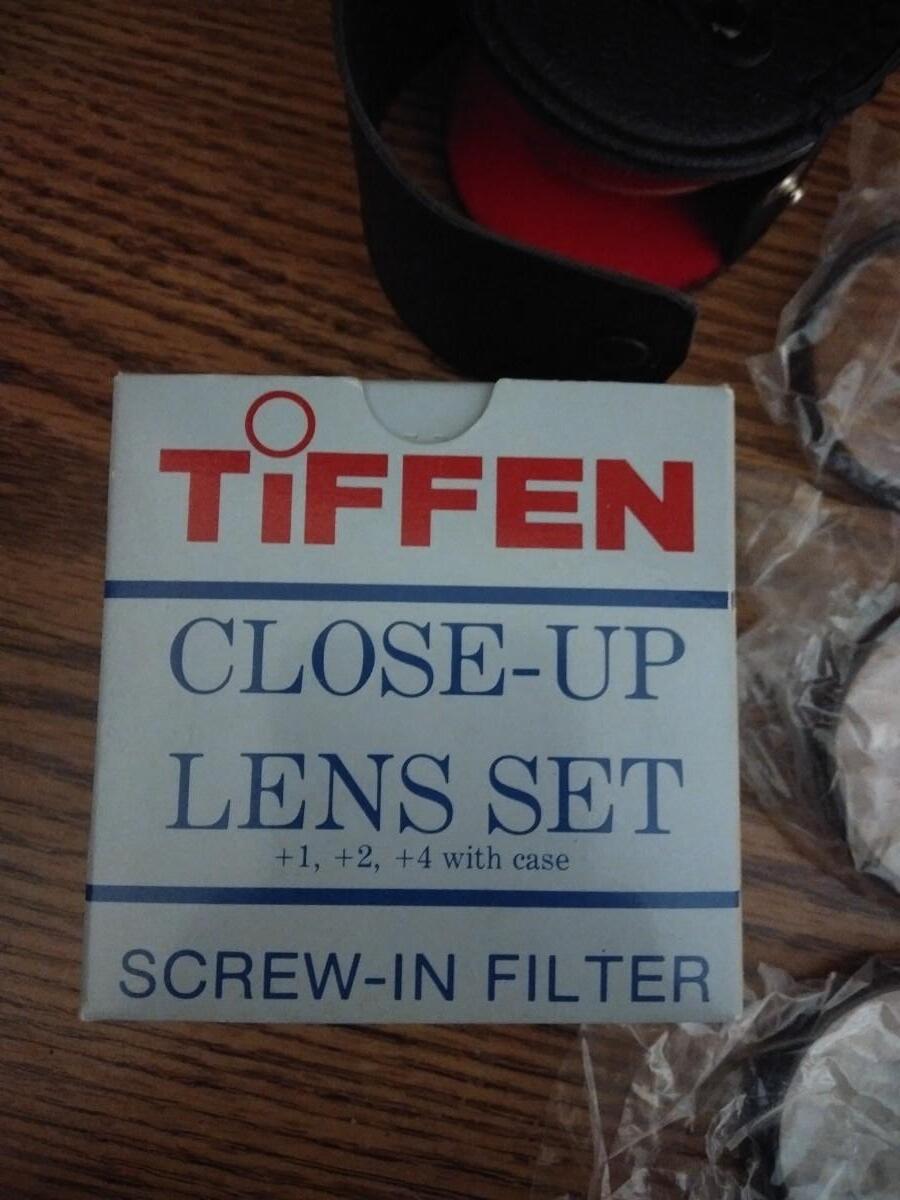 TiFFEN
CLOSE-UP
LENS SET
+1, +2, +4 with case
SCREW-IN FILTER